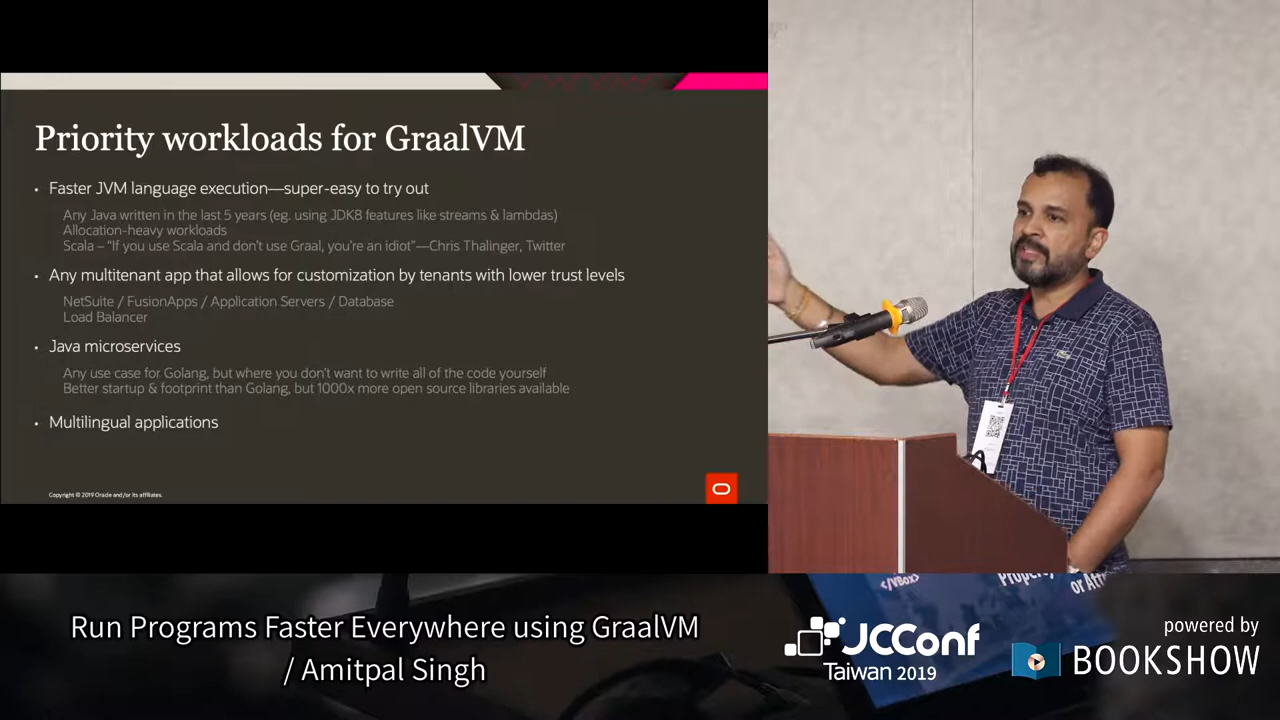 Priority workloads for GraalVM
• Faster JVM language execution—super-easy to try out
Any Java written in the last 5 years (eg. using JDK8 features like streams & lambdas)
Allocation-heavy workloads
Scala – “If you use Scala and don’t use Graal, you’re an idiot”—Chris Thalinger, Twitter
• Any multitenant app that allows for customization by tenants with lower trust levels
NetSuite / FusionApps / Application Servers / Database
Load Balancer
• Java microservices
Any use case for Golang, but where you don’t want to write all of the code yourself
Better startup & footprint than Golang, but 1000x more open source libraries available
• Multilingual applications
Copyright © 2019 Oracle and/or its affiliates.
</VBox>
or
Run Programs Faster Everywhere using GraalVM
/ Amitpal Singh
JCConf
Taiwan 2019
powered by
BOOKSHOW